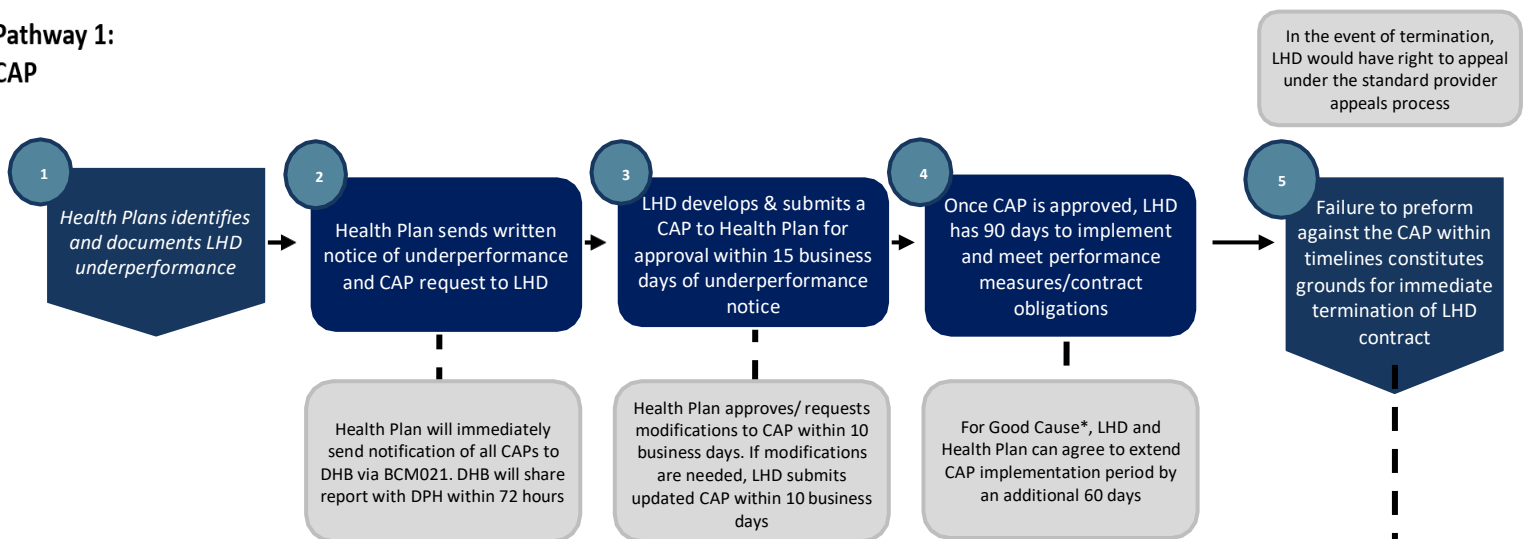 Pathway 1:
CAP
In the event of termination,
LHD would have right to appeal
under the standard provider
appeals process
1
Health Plans identifies
and documents LHD
underperformance
2
Health Plan sends written
notice of underperformance
and CAP request to LHD
3
LHD develops & submits a
CAP to Health Plan for
approval within 15 business
days of underperformance
notice
4
Once CAP is approved, LHD
has 90 days to implement
and meet performance
measures/contract
obligations
5
Failure to preform
against the CAP within
timelines constitutes
grounds for immediate
termination of LHD
contract
Health Plan will immediately
send notification of all CAPs to
DHB via BCM021. DHB will share
report with DPH within 72 hours
Health Plan approves/ requests
modifications to CAP within 10
business days. If modifications
are needed, LHD submits
updated CAP within 10 business
days
For Good Cause*, LHD and
Health Plan can agree to extend
CAP implementation period by
an additional 60 days